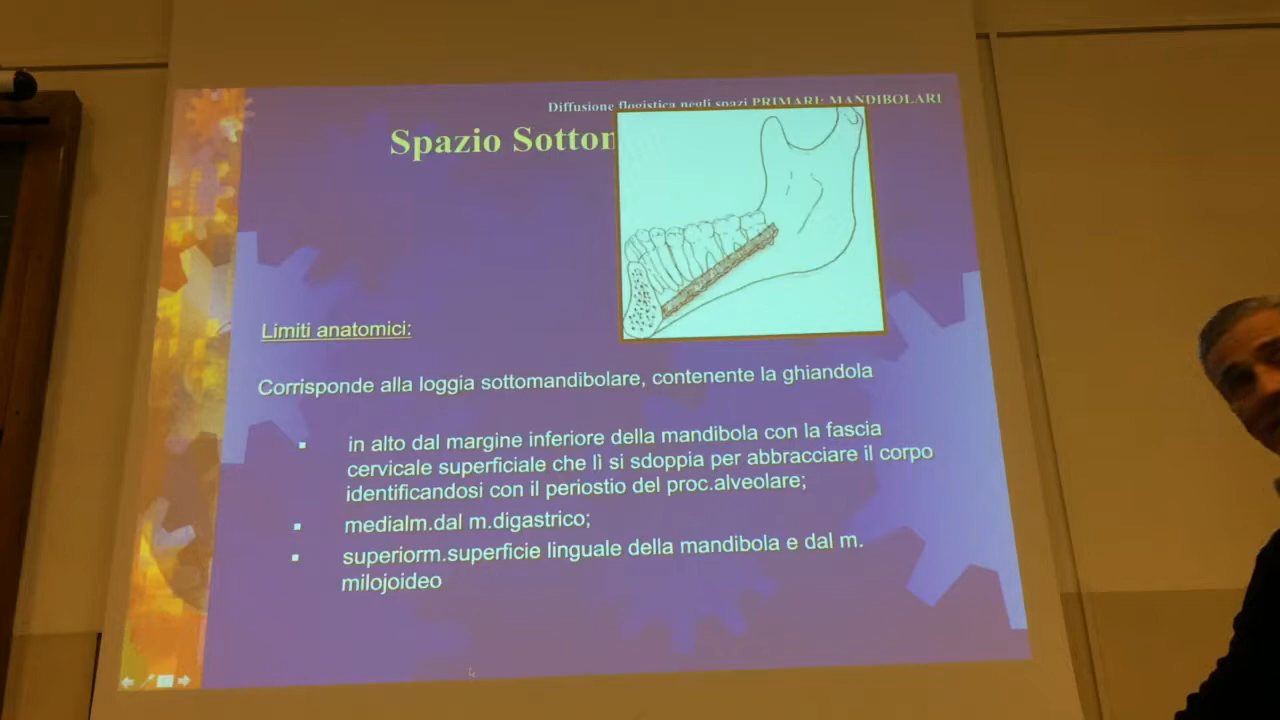 Diffusione flogistica negli spazi PRIMARI: MANDIBOLARI
Spazio
Limiti anatomici:
Corrisponde alla loggia sottomandibolare, contenente la ghiandola
in alto dal margine inferiore della mandibola con la fascia
cervicale superficiale che lì si sdoppia per abbracciare il corpo
identificandosi con il periostio del proc.alveolare;
medialm.dal m.digastrico;
superiorm.superficie linguale della mandibola e dal m.
milojoideo